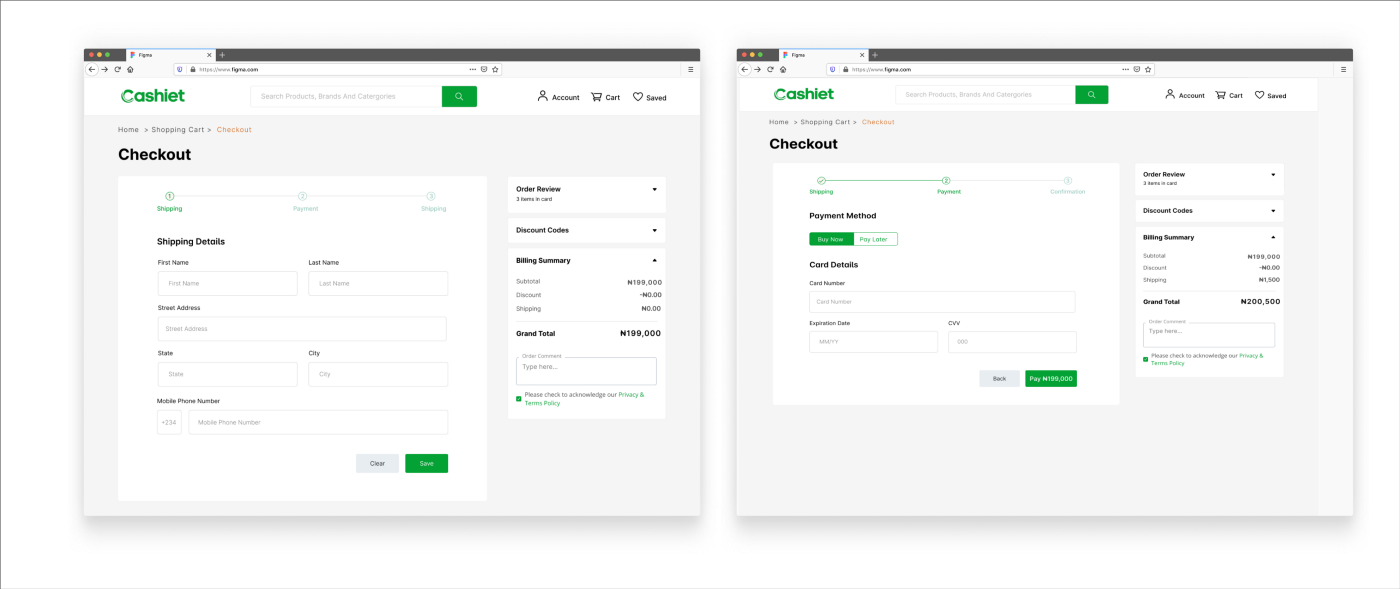 Figma
https://www.figma.com
Cashiet
Search Products, Brands And Catergories
Account
Cart
Saved
Home > Shopping Cart > Checkout
Checkout
1
2
3
Shipping
Payment
Shipping
Shipping Details
First Name
Last Name
First Name
Last Name
Street Address
Street Address
State
City
State
City
Mobile Phone Number
+234
Mobile Phone Number
Clear
Save
Order Review
3 items in card
Discount Codes
Billing Summary
Subtotal
₦199,000
Discount
-₦0.00
Shipping
₦0.00
Grand Total
₦199,000
Order Comment
Type here...
Please check to acknowledge our Privacy &
Terms Policy
Figma
https://www.figma.com
Cashiet
Search Products, Brands And Catergories
Account
Cart
Saved
Home > Shopping Cart > Checkout
Checkout
2
3
Shipping
Payment
Confirmation
Payment Method
Buy Now
Pay Later
Card Details
Card Number
Card Number
Expiration Date
CVV
MM/YY
000
Back
Pay ₦199,000
Order Review
3 items in card
Discount Codes
Billing Summary
Subtotal
₦199,000
Discount
-₦0.00
Shipping
₦1,500
Grand Total
₦200,500
Order Comment
Type here...
Please check to acknowledge our Privacy &
Terms Policy